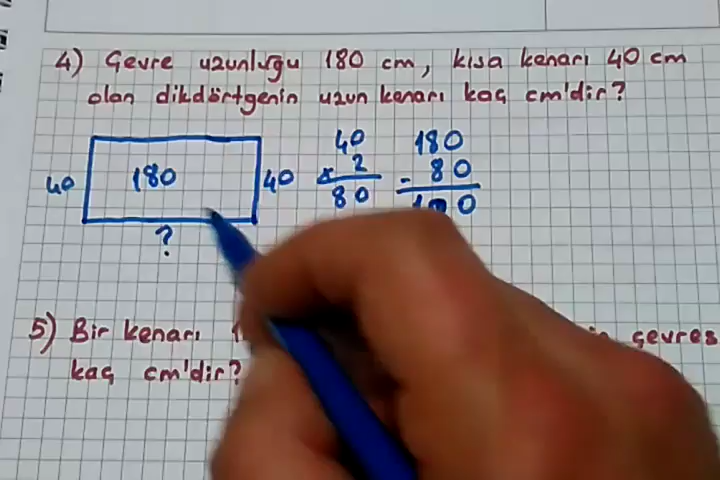 4) Çevre uzunluğu 180 cm, kısa kenarı 40 cm
olan dikdörtgenin uzun kenarı kaç cm'dir?
40 180 40
?
40
x 2
80
180
- 80
100
5) Bir kenarı
kaç cm'dir?